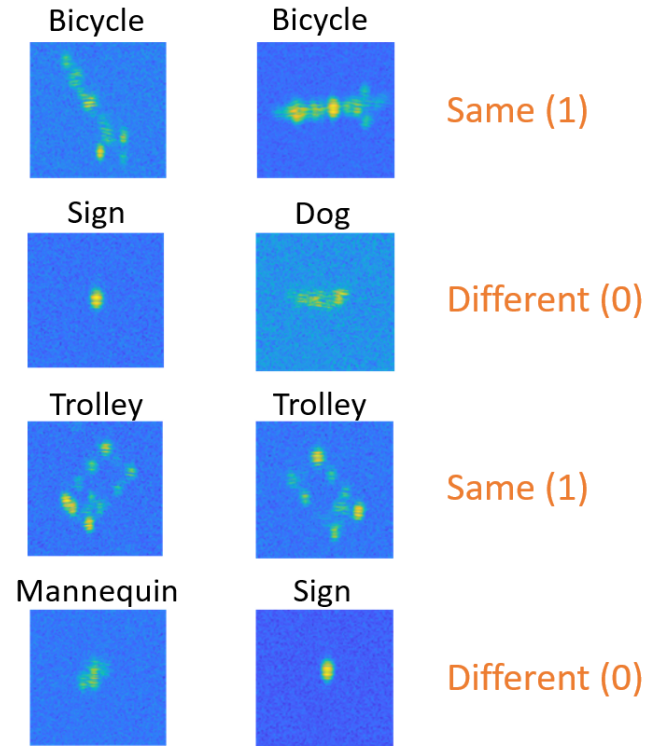 Bicycle Bicycle
Same (1)
Sign Dog
Different (0)
Trolley Trolley
Same (1)
Mannequin Sign
Different (0)